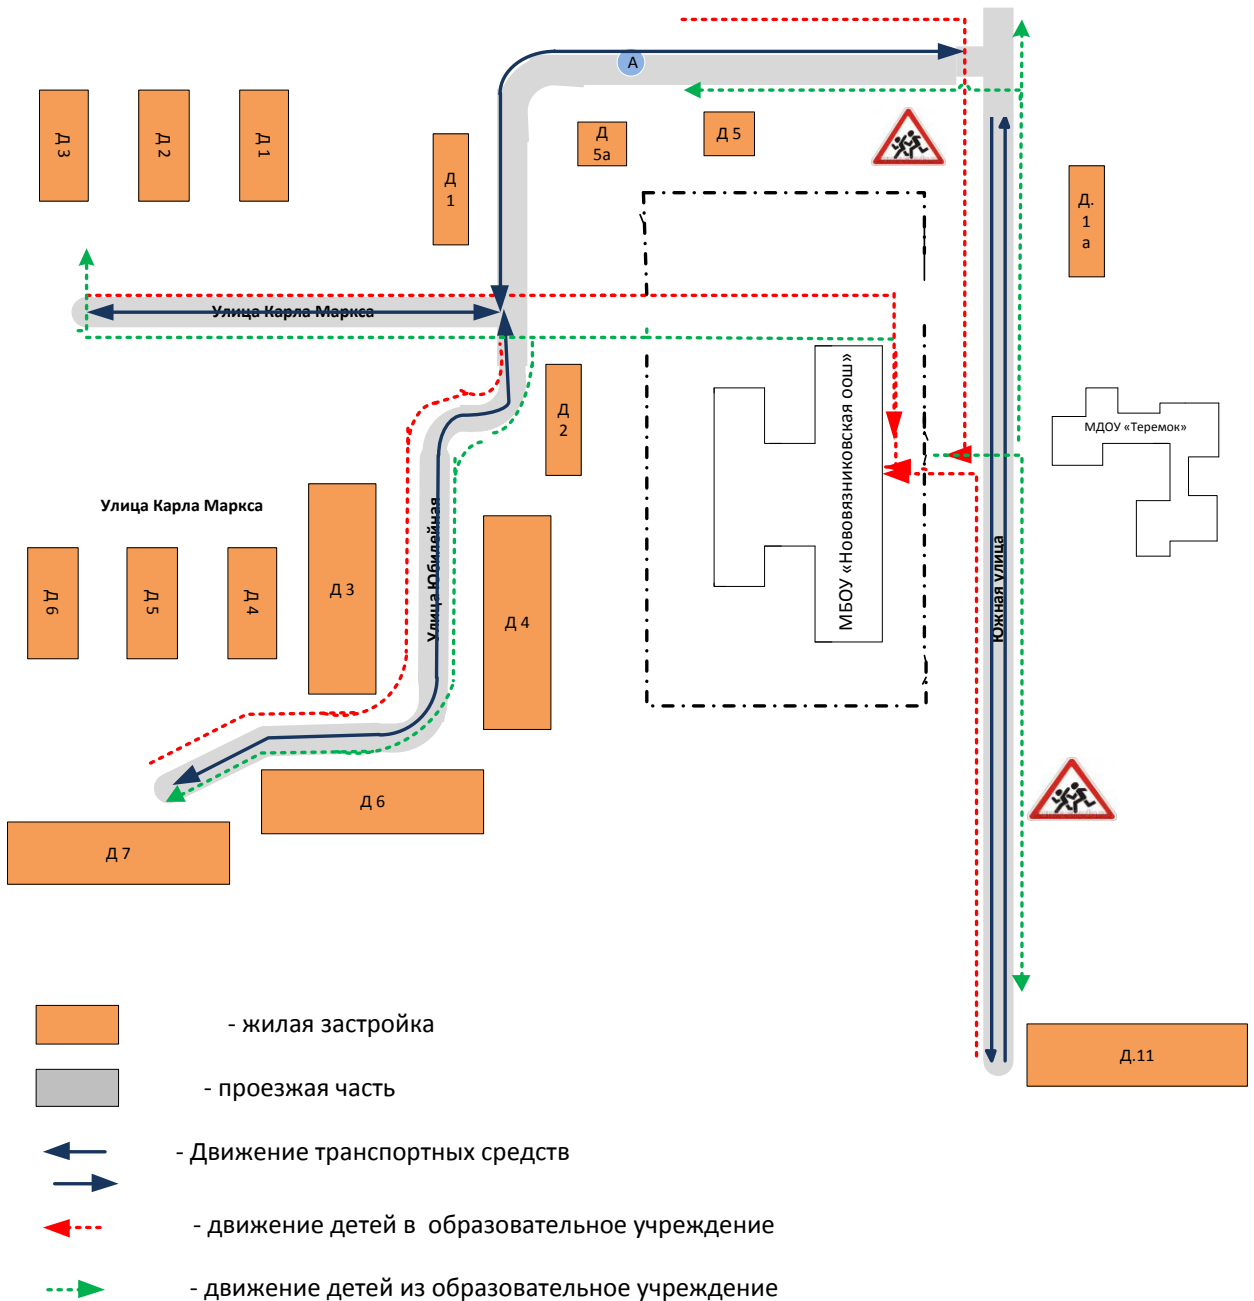 А
Д 3
Д 2
Д 1
Д
1
Д
5а
Д 5
Д.
1
а
Улица Карла Маркса
Д
2
МБОУ «Нововязниковская оош»
МДОУ «Теремок»
Улица Карла Маркса
Улица Юбилейная
Южная улица
Д 6
Д 5
Д 4
Д 3
Д 4
Д 6
Д 7
Д.11
- жилая застройка
- проезжая часть
- Движение транспортных средств
- движение детей в образовательное учреждение
- движение детей из образовательное учреждение